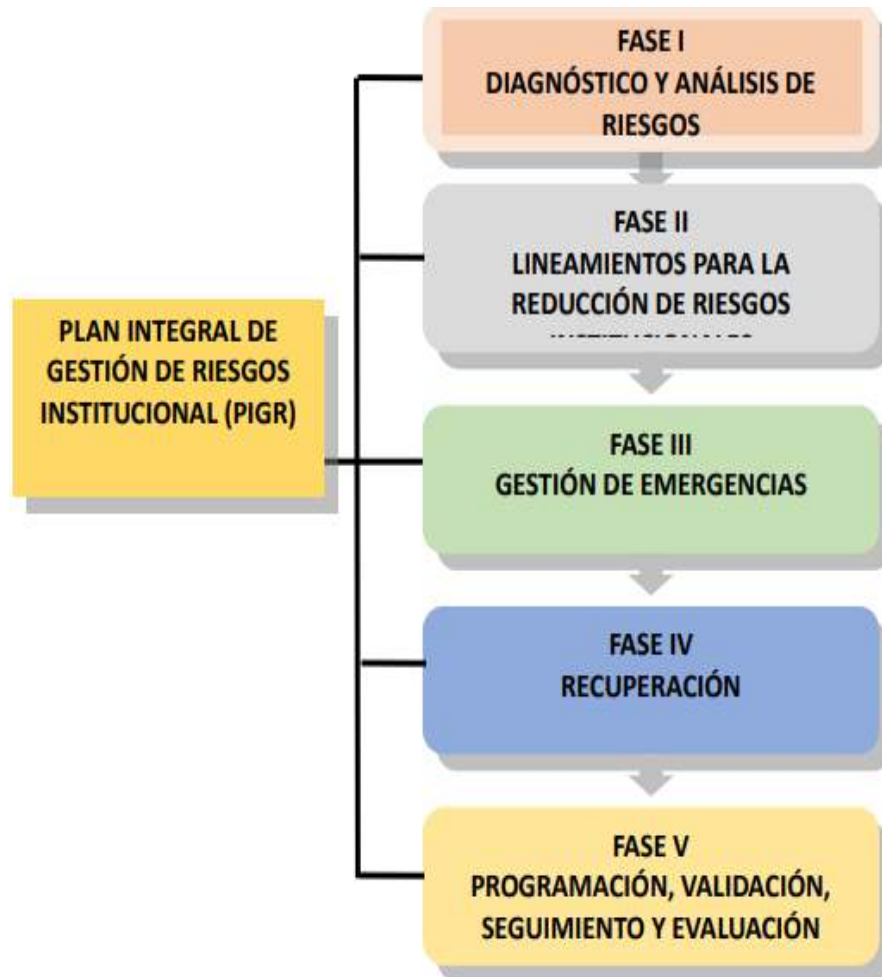 FASE I
DIAGNÓSTICO Y ANÁLISIS DE
RIESGOS
FASE II
LINEAMIENTOS PARA LA
REDUCCIÓN DE RIESGOS
PLAN INTEGRAL DE
GESTIÓN DE RIESGOS
INSTITUCIONAL (PIGR)
FASE III
GESTIÓN DE EMERGENCIAS
FASE IV
RECUPERACIÓN
FASE V
PROGRAMACIÓN, VALIDACIÓN,
SEGUIMIENTO Y EVALUACIÓN